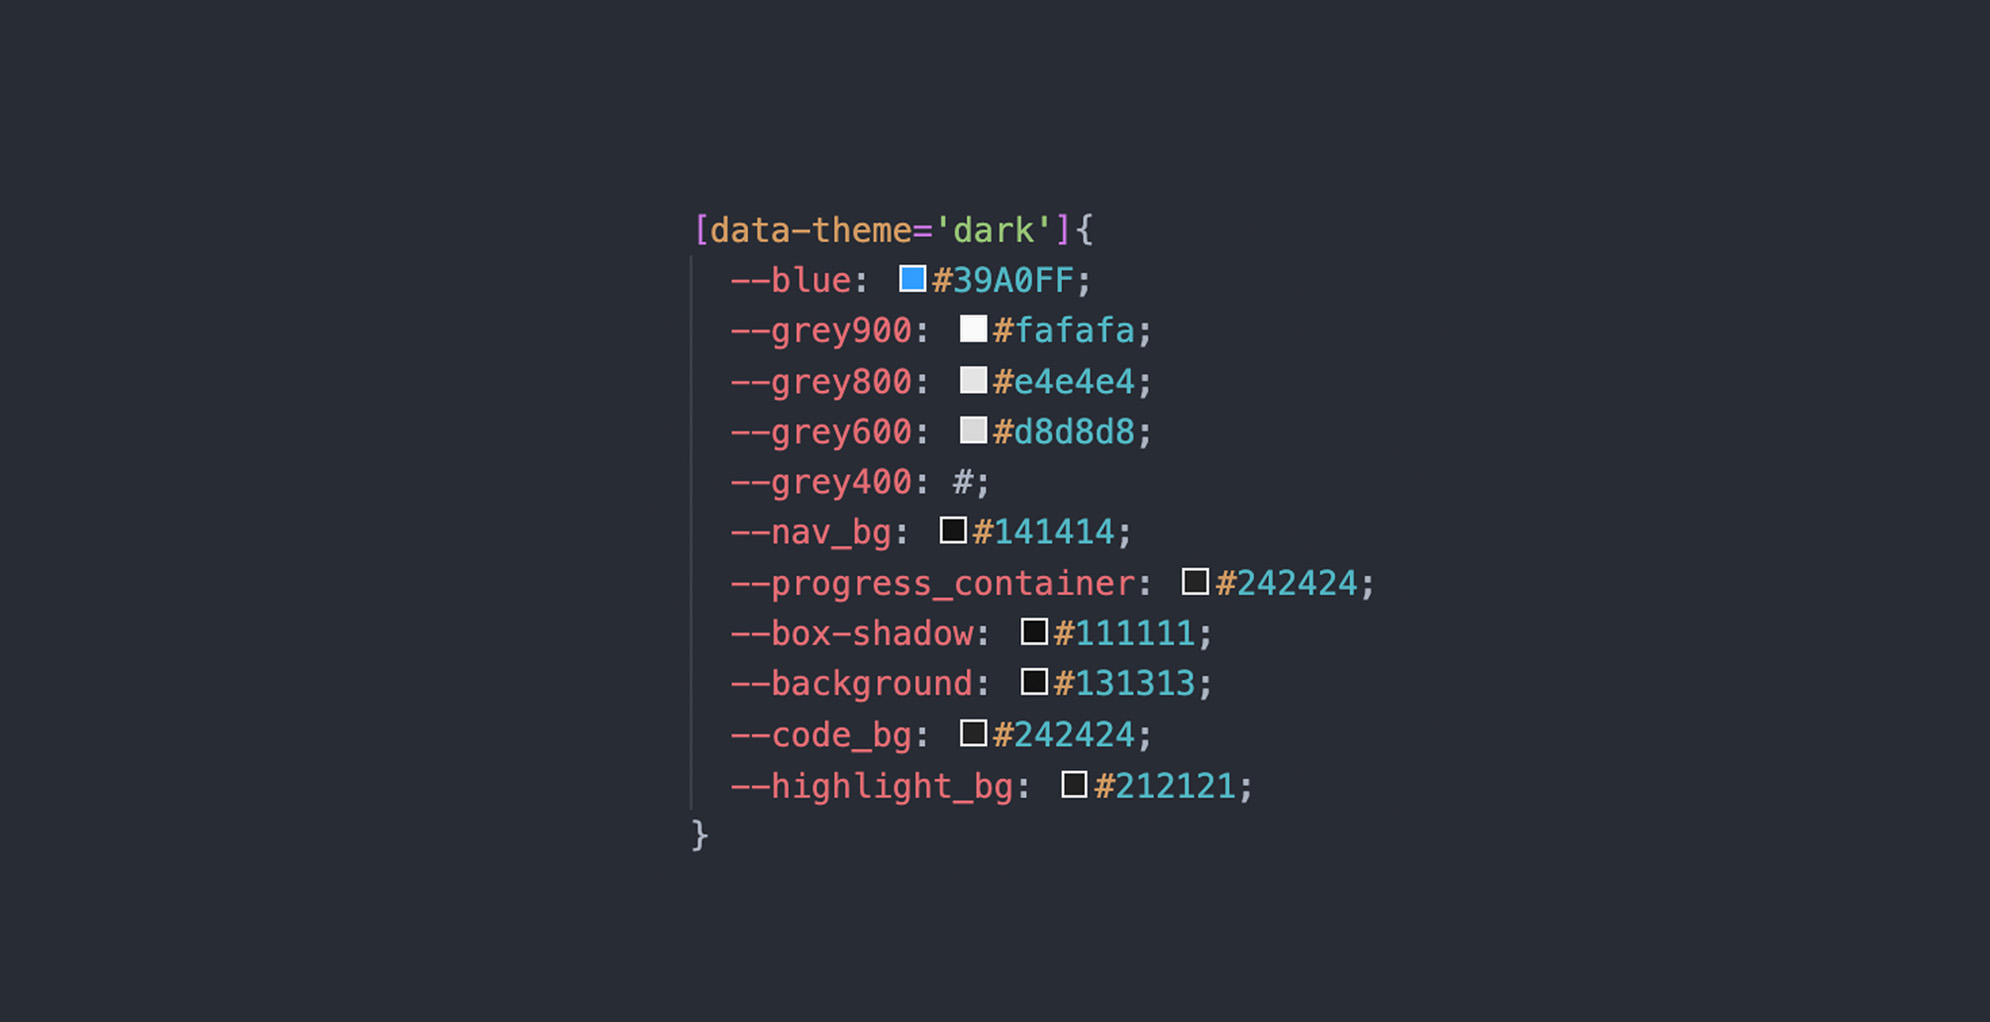 [data-theme='dark']{
--blue: #39A0FF;
--grey900: #fafafa;
--grey800: #e4e4e4;
--grey600: #d8d8d8;
--grey400: #;
--nav_bg: #141414;
--progress_container: #242424;
--box-shadow: #111111;
--background: #131313;
--code_bg: #242424;
--highlight_bg: #212121;
}